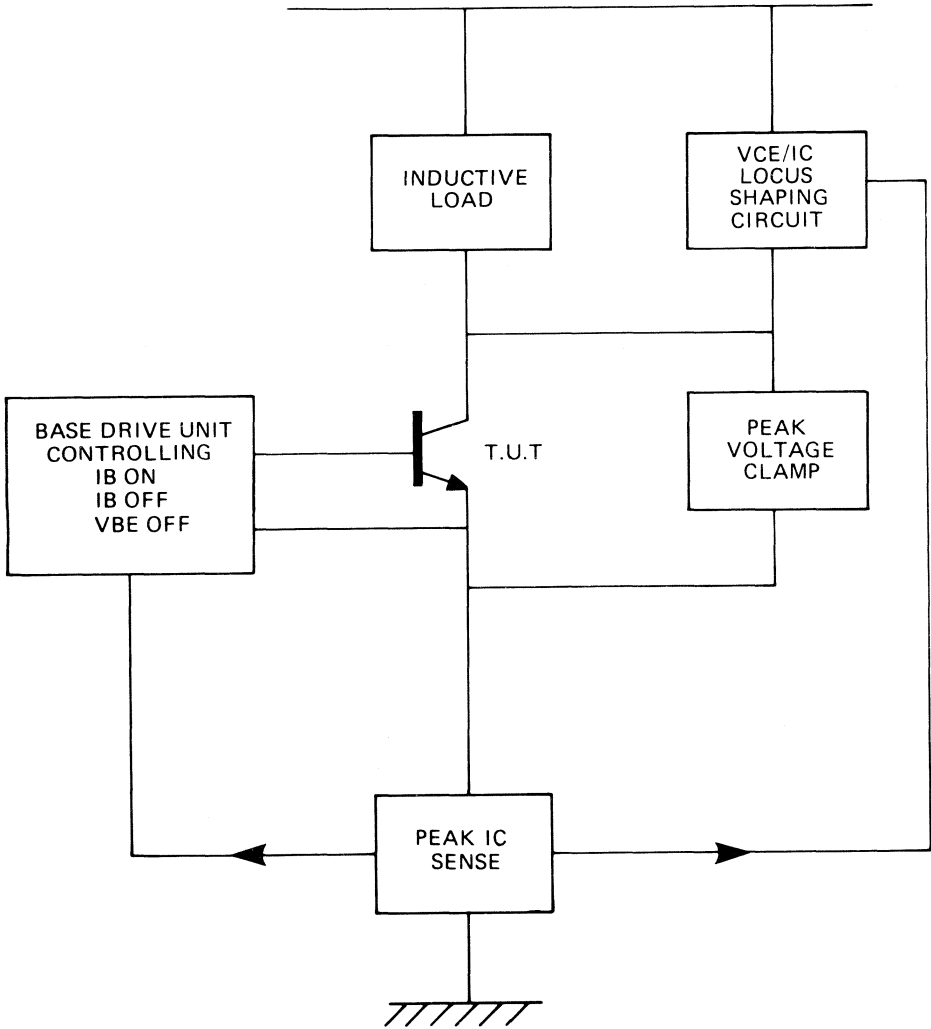 INDUCTIVE
LOAD
VCE/IC
LOCUS
SHAPING
CIRCUIT
BASE DRIVE UNIT
CONTROLLING
IB ON
IB OFF
VBE OFF
T.U.T
PEAK
VOLTAGE
CLAMP
PEAK IC
SENSE